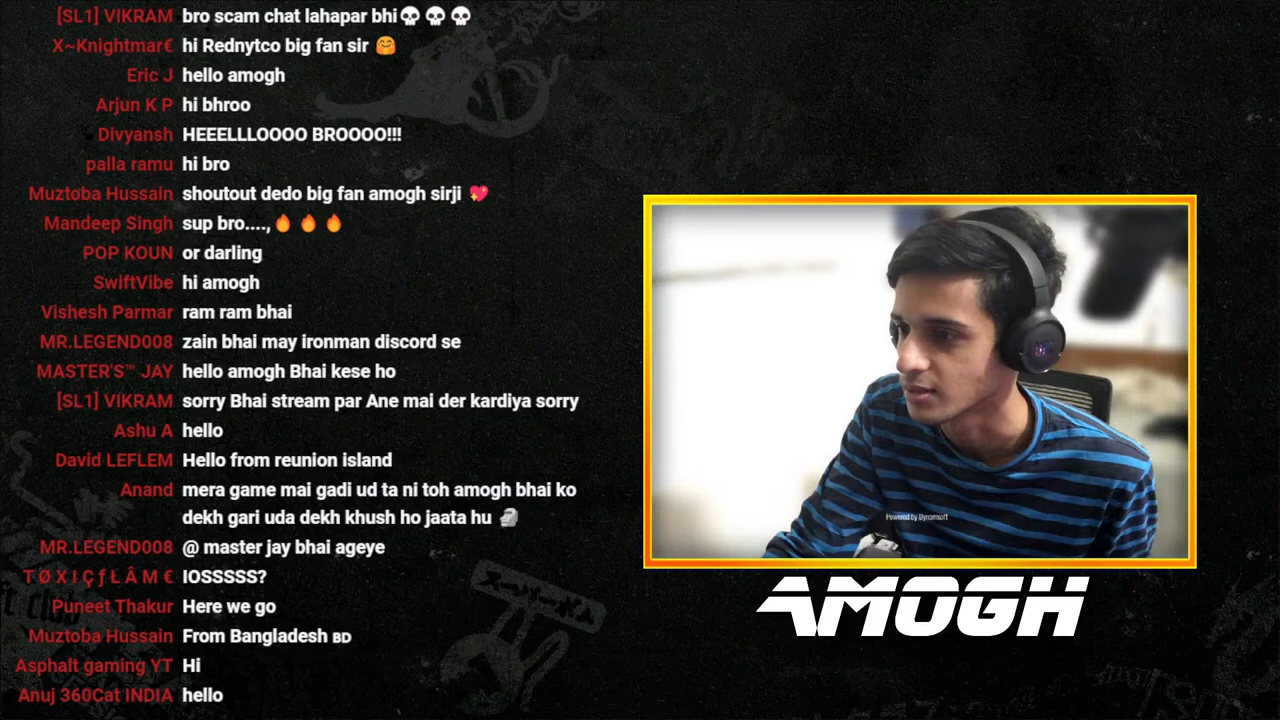 [SL1] VIKRAM bro scam chat lahapar bhi💀💀💀
X~Knightmar€ hi Rednytco big fan sir 🤗
Eric J hello amogh
Arjun K P hi bhroo
Divyansh HEEELLLOOOO BROOOO!!!
palla ramu hi bro
Muztoba Hussain shoutout dedo big fan amogh sirji 💖
Mandeep Singh sup bro....,🔥🔥🔥
POP KOUN or darling
SwiftVibe hi amogh
Vishesh Parmar ram ram bhai
MR.LEGEND008 zain bhai may ironman discord se
MASTER'S™ JAY hello amogh Bhai kese ho
[SL1] VIKRAM sorry Bhai stream par Ane mai der kardiya sorry
Ashu A hello
David LEFLEM Hello from reunion island
Anand mera game mai gadi ud ta ni toh amogh bhai ko
dekh gari uda dekh khush ho jaata hu 🗿
MR.LEGEND008 @ master jay bhai ageye
T Ø X I Ç ƒ Ł Â M € IOSSSSS?
Puneet Thakur Here we go
Muztoba Hussain From Bangladesh BD
Asphalt gaming YT Hi
Anuj 360Cat INDIA hello
Powered by Dynamsoft
AMOGH